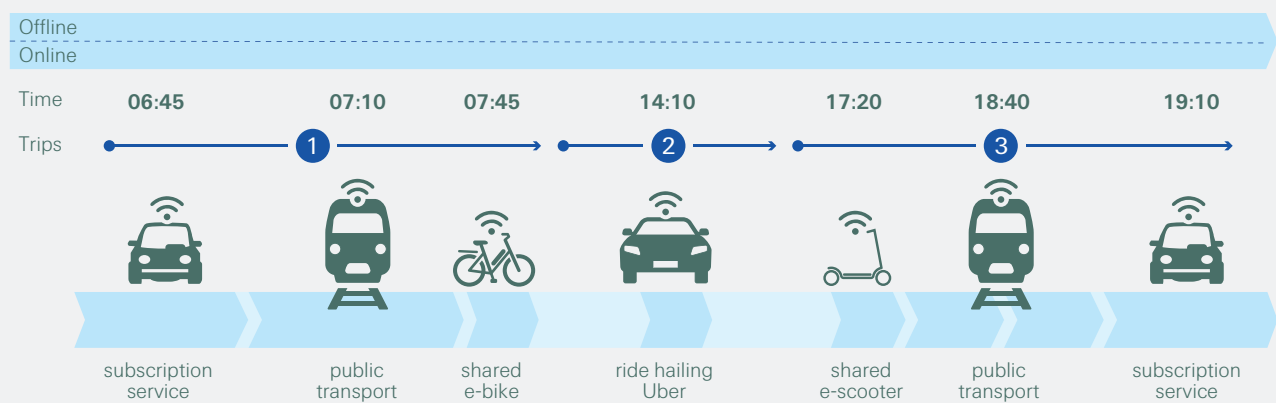 Offline
Online
Time 06:45 07:10 07:45 14:10 17:20 18:40 19:10
Trips 1 2 3
subscription public shared ride hailing shared public subscription
service transport e-bike Uber e-scooter transport service